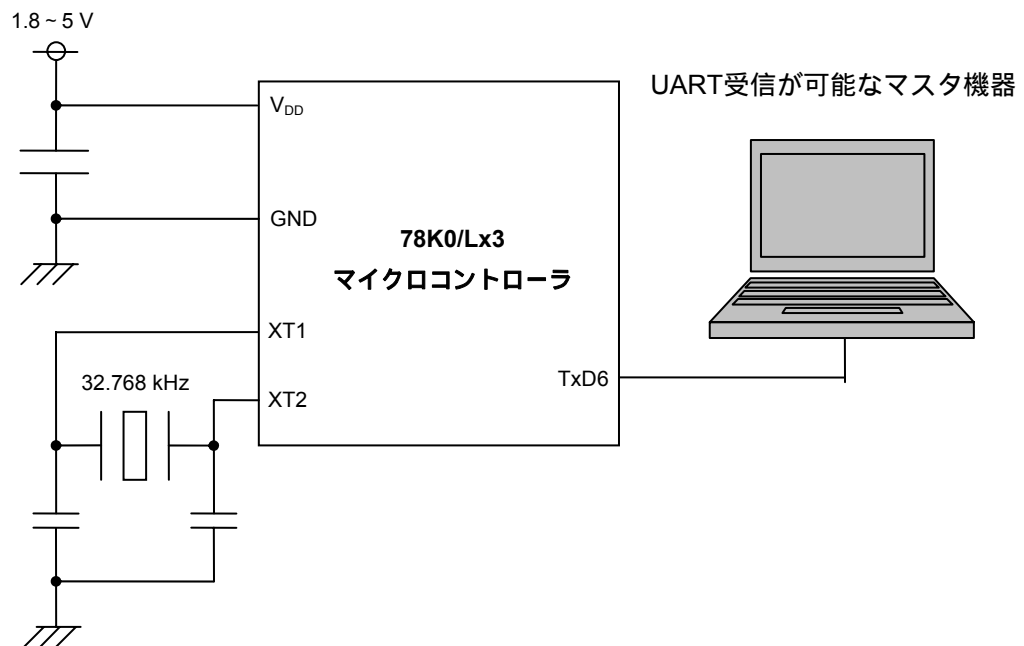 1.8 ~ 5 V
UART受信が可能なマスタ機器
VDD
GND
78K0/Lx3
マイクロコントローラ
XT1
32.768 kHz
XT2
TxD6